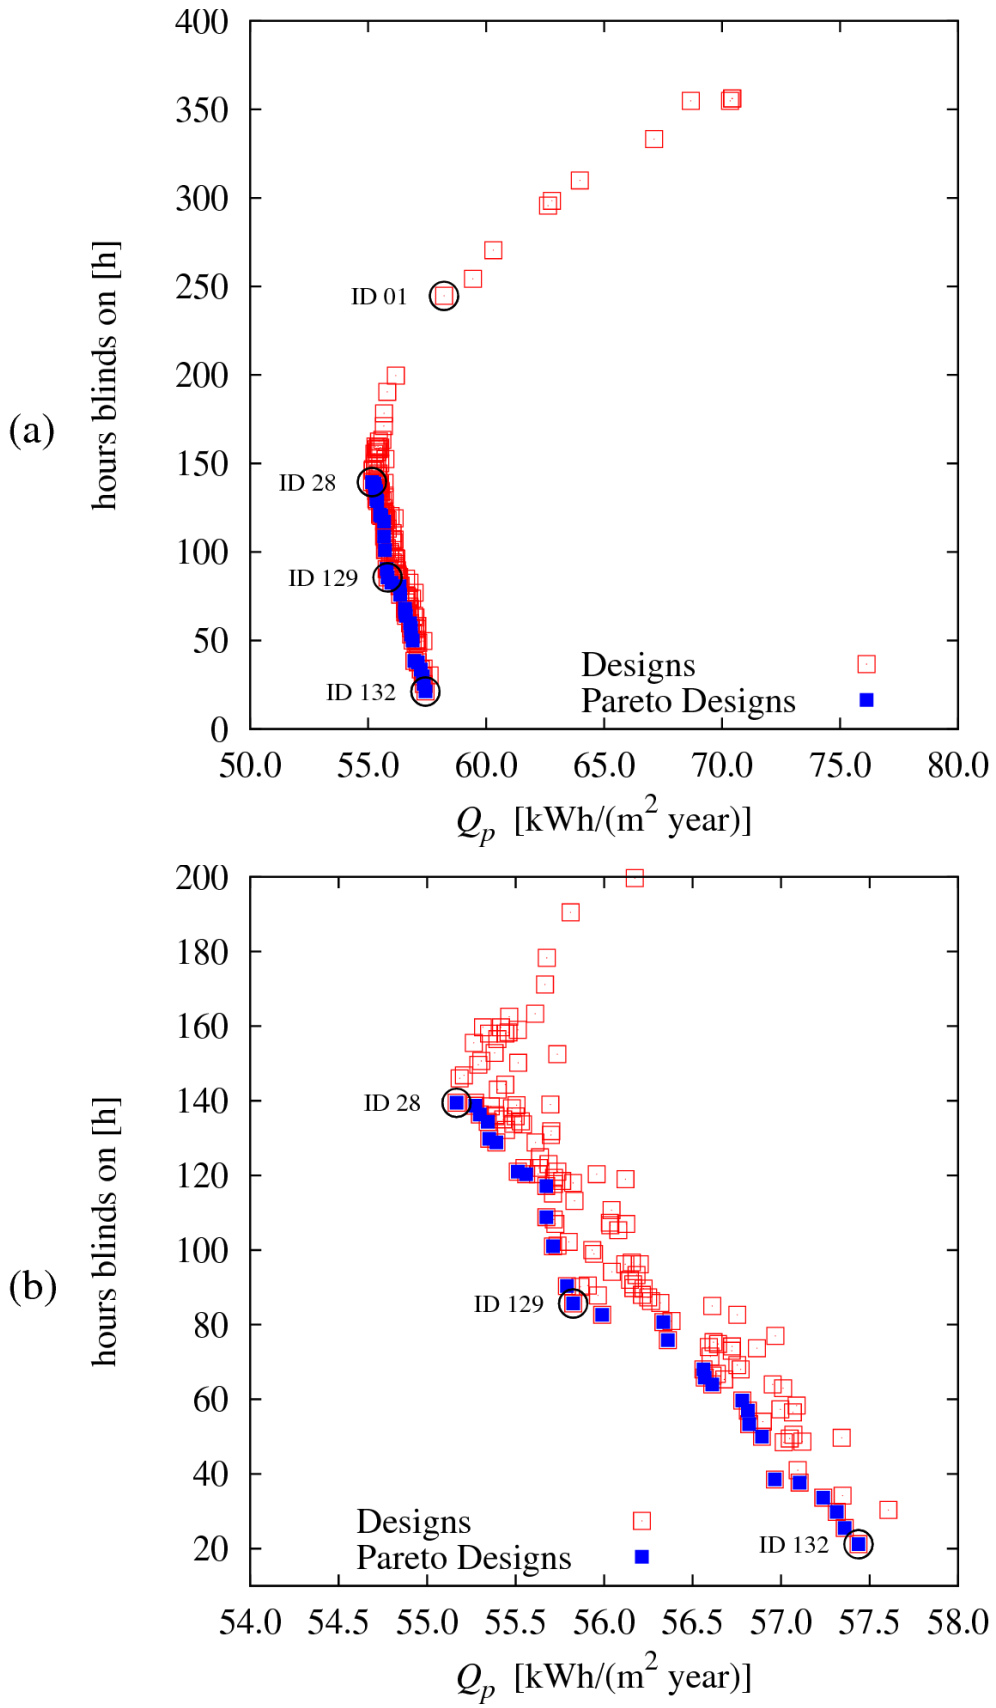 (a)
hours blinds on [h]
400
350
300
250
200
150
100
50
0
ID 01
ID 28
ID 129
ID 132
Designs
Pareto Designs
50.0 55.0 60.0 65.0 70.0 75.0 80.0
Qp [kWh/(m² year)]
(b)
hours blinds on [h]
200
180
160
140
120
100
80
60
40
20
ID 28
ID 129
ID 132
Designs
Pareto Designs
54.0 54.5 55.0 55.5 56.0 56.5 57.0 57.5 58.0
Qp [kWh/(m² year)]